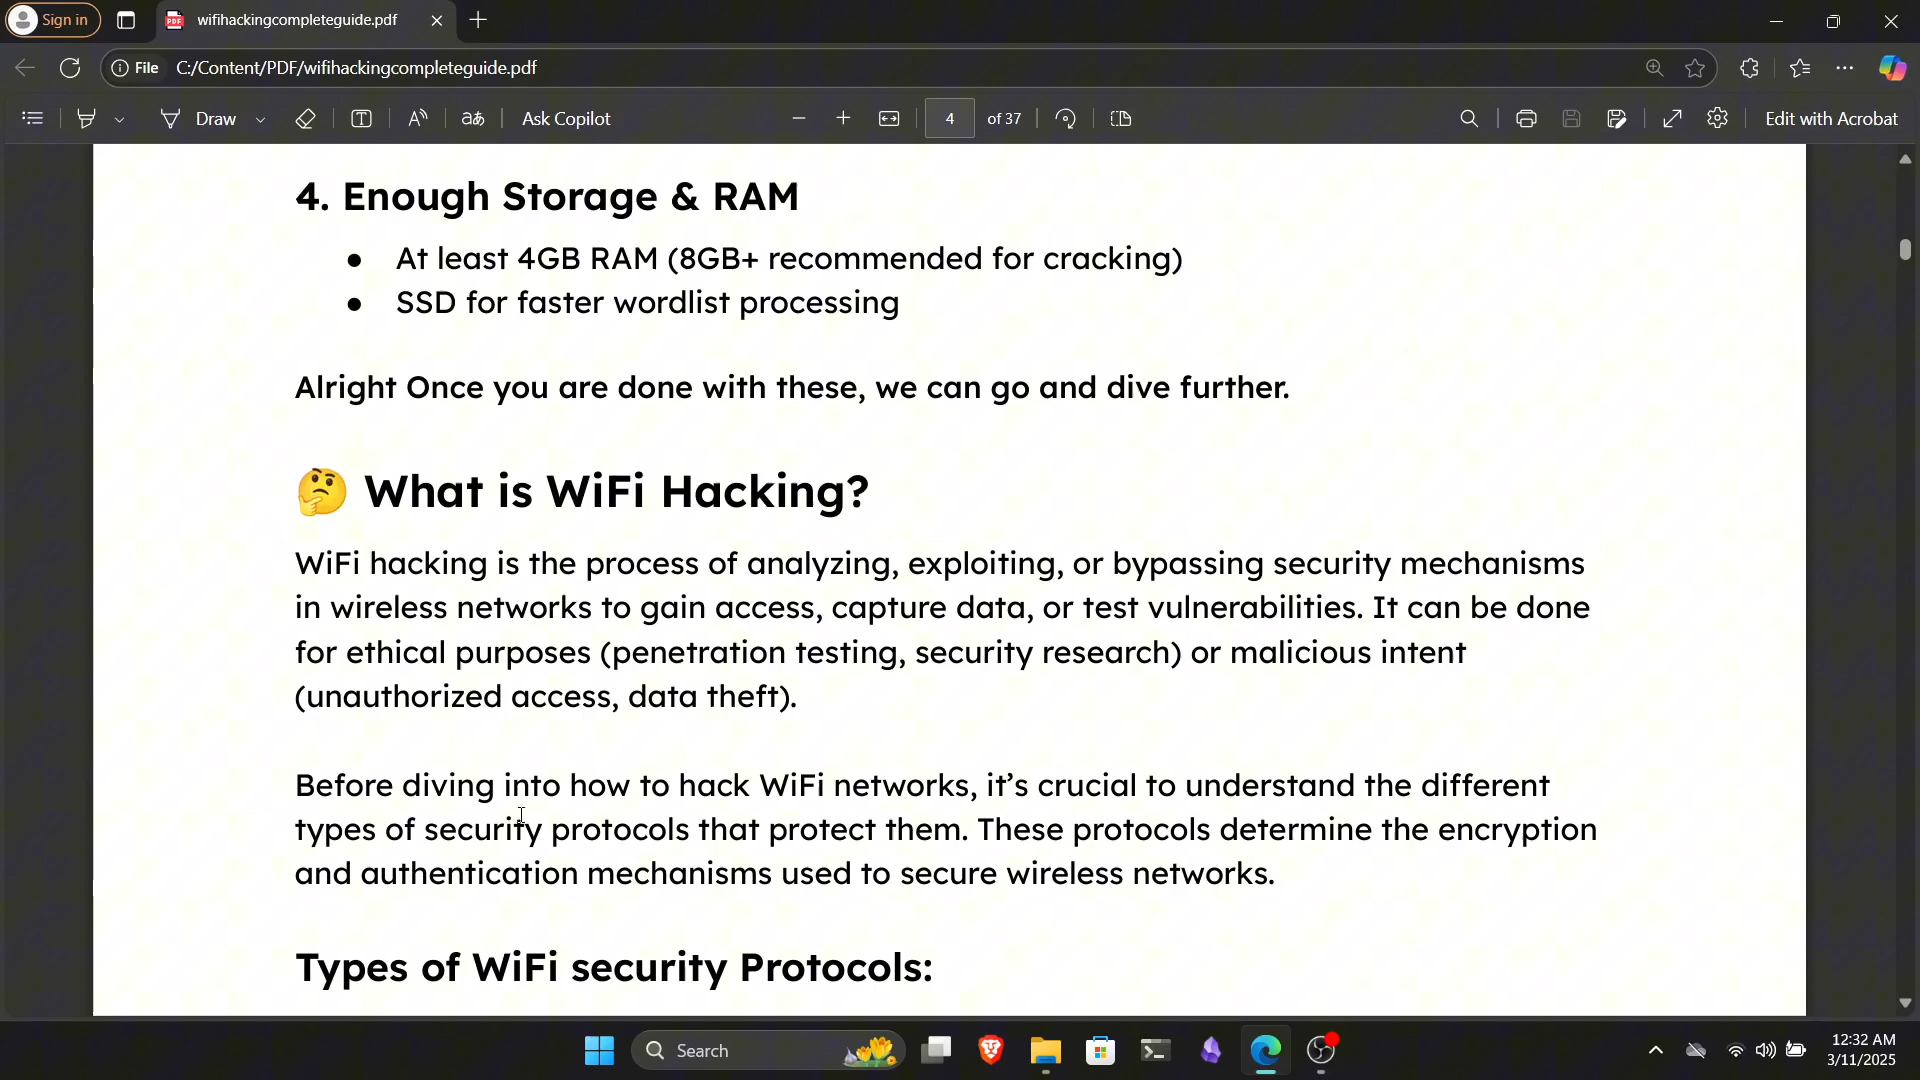 Sign in
wifihackingcompleteguide.pdf
File
C:/Content/PDF/wifihackingcompleteguide.pdf
Draw
Ask Copilot
4
of 37
Edit with Acrobat
4. Enough Storage & RAM
● At least 4GB RAM (8GB+ recommended for cracking)
● SSD for faster wordlist processing
Alright Once you are done with these, we can go and dive further.
🤔 What is WiFi Hacking?
WiFi hacking is the process of analyzing, exploiting, or bypassing security mechanisms
in wireless networks to gain access, capture data, or test vulnerabilities. It can be done
for ethical purposes (penetration testing, security research) or malicious intent
(unauthorized access, data theft).
Before diving into how to hack WiFi networks, it’s crucial to understand the different
types of security protocols that protect them. These protocols determine the encryption
and authentication mechanisms used to secure wireless networks.
Types of WiFi security Protocols:
Search
12:32 AM
3/11/2025